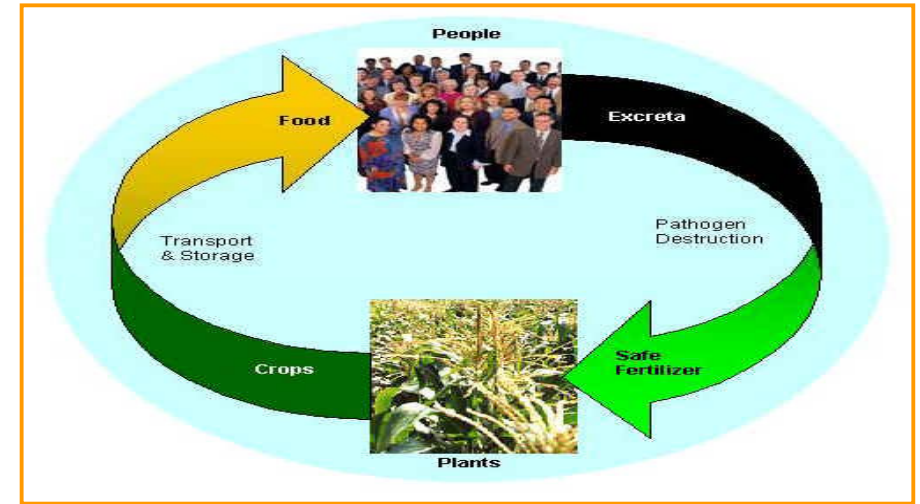 People
Food
Excreta
Transport
& Storage
Pathogen
Destruction
Crops
Safe
Fertilizer
Plants